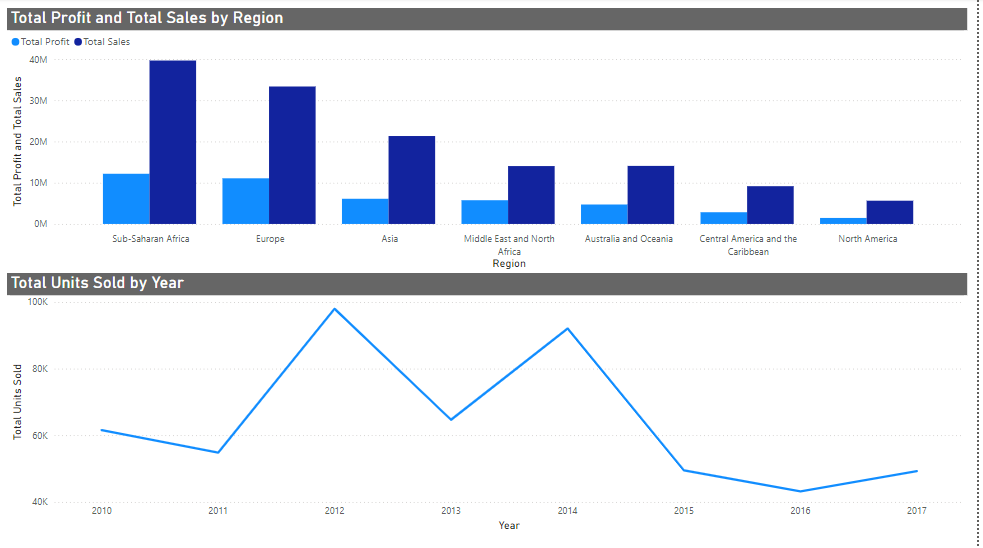 Total Profit and Total Sales by Region
Total Profit Total Sales
Total Profit and Total Sales
40M
30M
20M
10M
0M
Sub-Saharan Africa
Europe
Asia
Middle East and North
Africa
Australia and Oceania
Central America and the
Caribbean
North America
Region
Total Units Sold by Year
Total Units Sold
100K
80K
60K
40K
2010 2011 2012 2013 2014 2015 2016 2017
Year